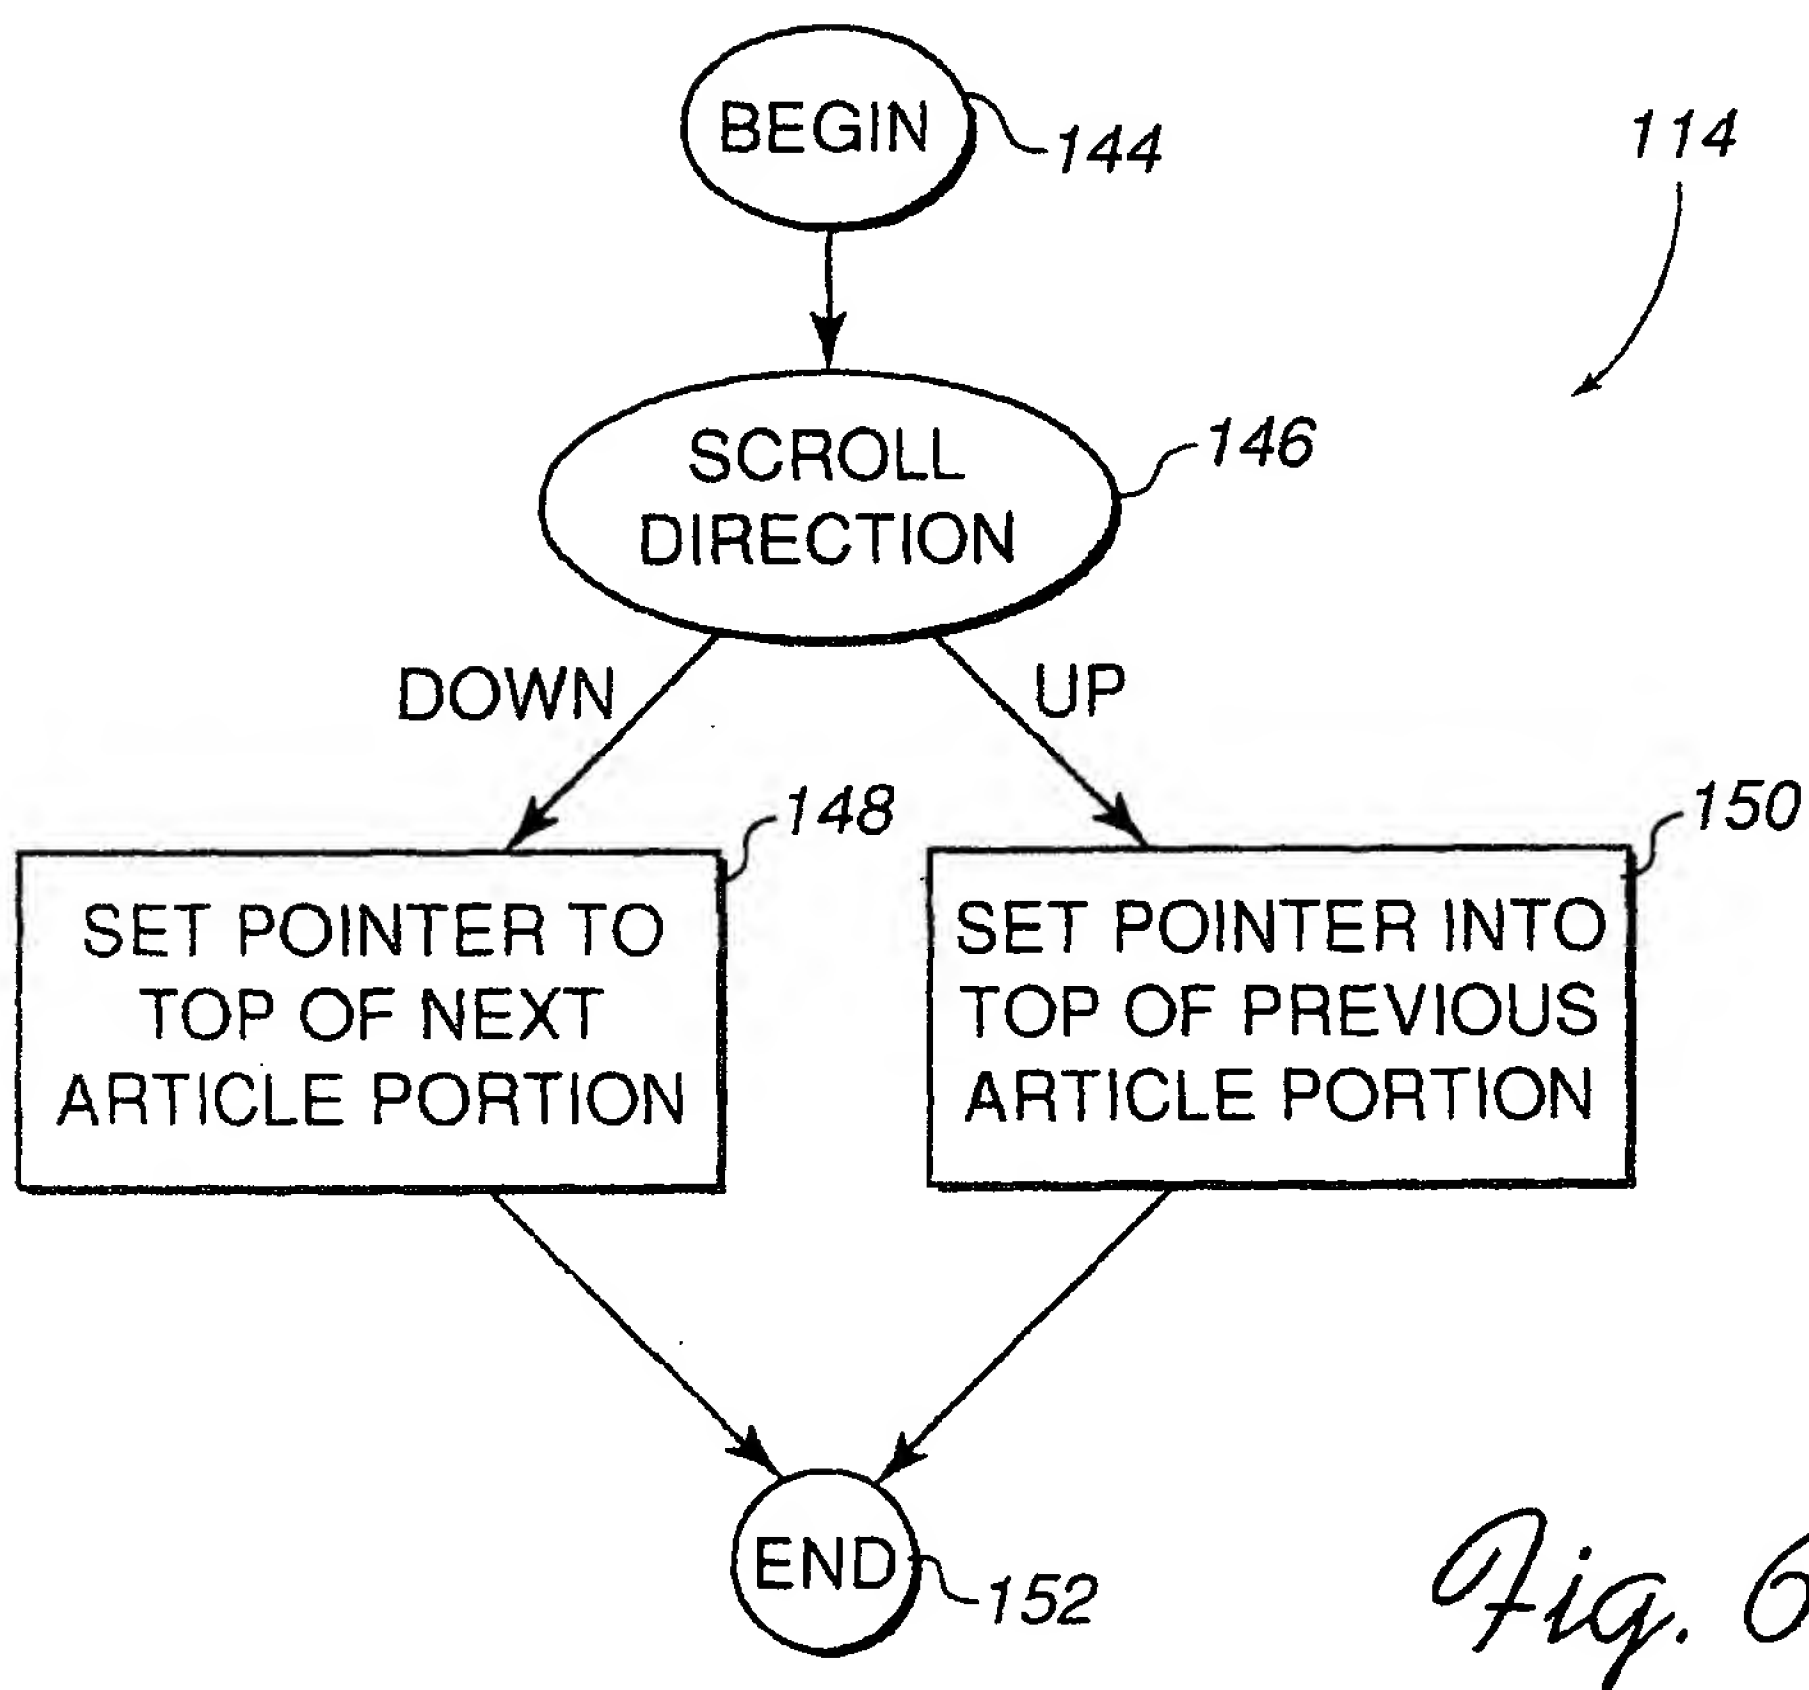 BEGIN
144
114
SCROLL
DIRECTION
146
DOWN
UP
148
150
SET POINTER TO
TOP OF NEXT
ARTICLE PORTION
SET POINTER INTO
TOP OF PREVIOUS
ARTICLE PORTION
END
152
Fig. 6